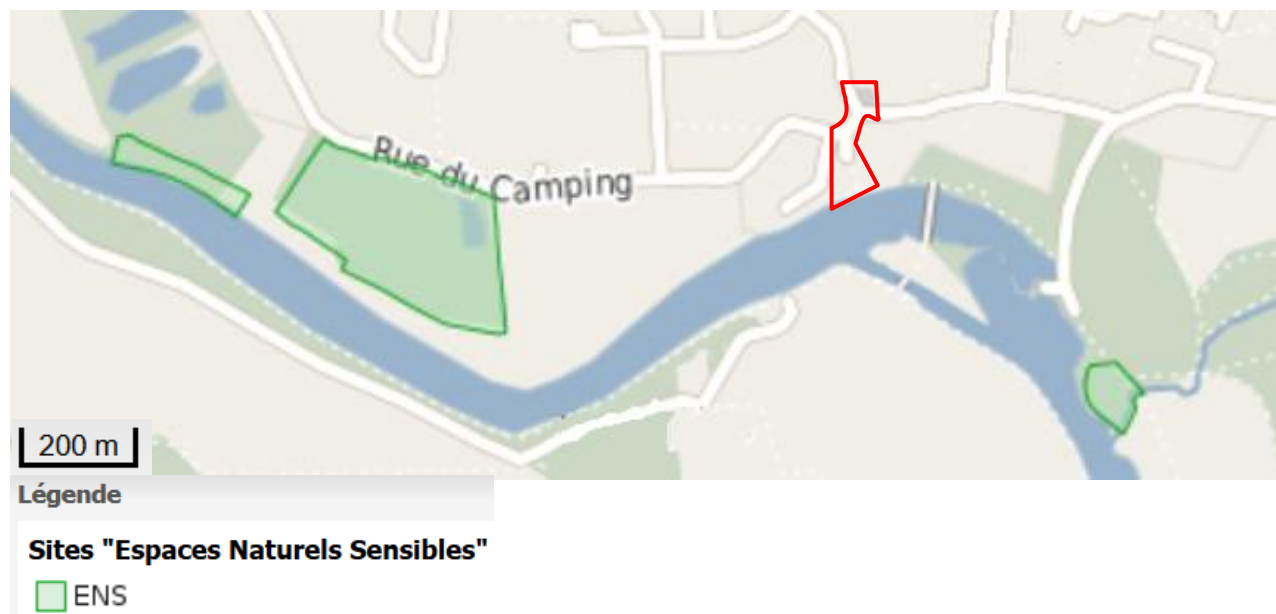 Rue du Camping
200 m
Légende
Sites "Espaces Naturels Sensibles"
ENS